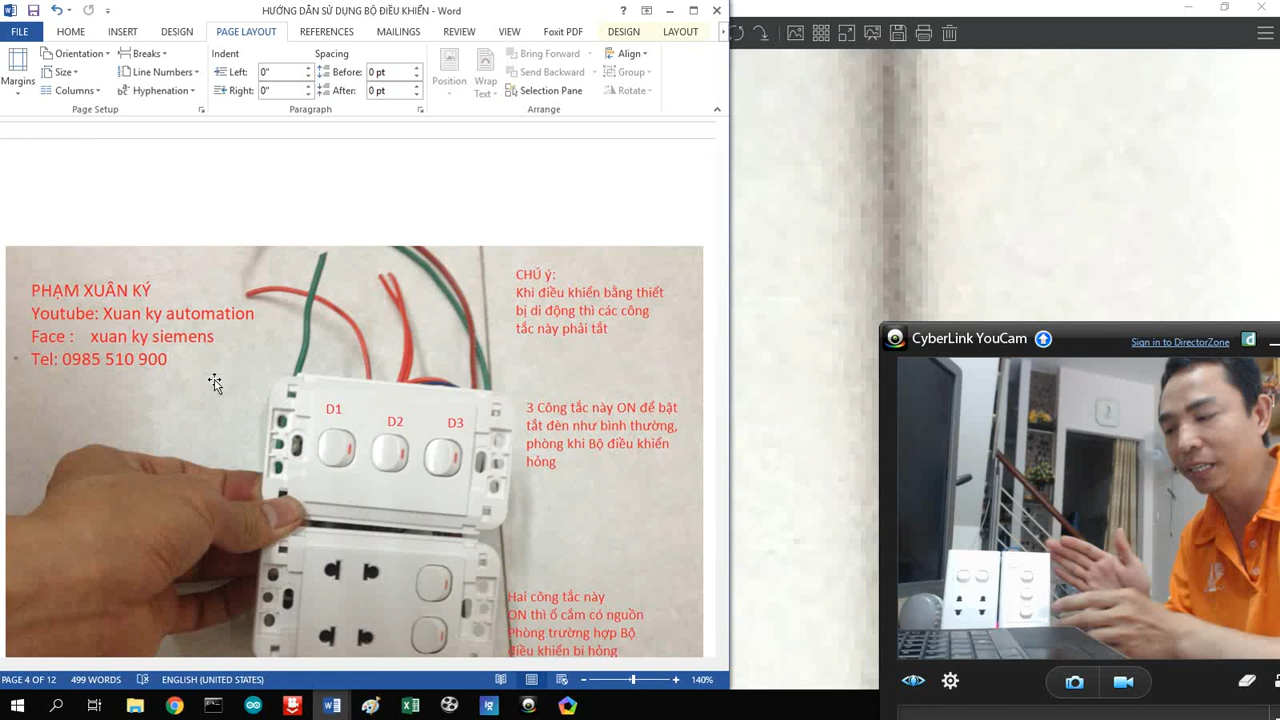 HƯỚNG DẪN SỬ DỤNG BỘ ĐIỀU KHIỂN - Word
FILE HOME INSERT DESIGN PAGE LAYOUT REFERENCES MAILINGS REVIEW VIEW Foxit PDF DESIGN LAYOUT
Margins
Orientation
Size
Columns
Breaks
Line Numbers
Hyphenation
Page Setup
Indent
Left: 0"
Right: 0"
Spacing
Before: 0 pt
After: 0 pt
Paragraph
Position
Wrap
Text
Bring Forward
Send Backward
Selection Pane
Align
Group
Rotate
Arrange
PHẠM XUÂN KÝ
Youtube: Xuan ky automation
Face : xuan ky siemens
Tel: 0985 510 900
CHÚ ý:
Khi điều khiển bằng thiết
bị di động thì các công
tắc này phải tắt
D1
D2
D3
3 Công tắc này ON để bật
tắt đèn như bình thường,
phòng khi Bộ điều khiển
hỏng
Hai công tắc này
ON thì ổ cắm có nguồn
Phòng trường hợp Bộ
điều khiển bị hỏng
PAGE 4 OF 12 499 WORDS ENGLISH (UNITED STATES) 140%
CyberLink YouCam
Sign in to DirectorZone